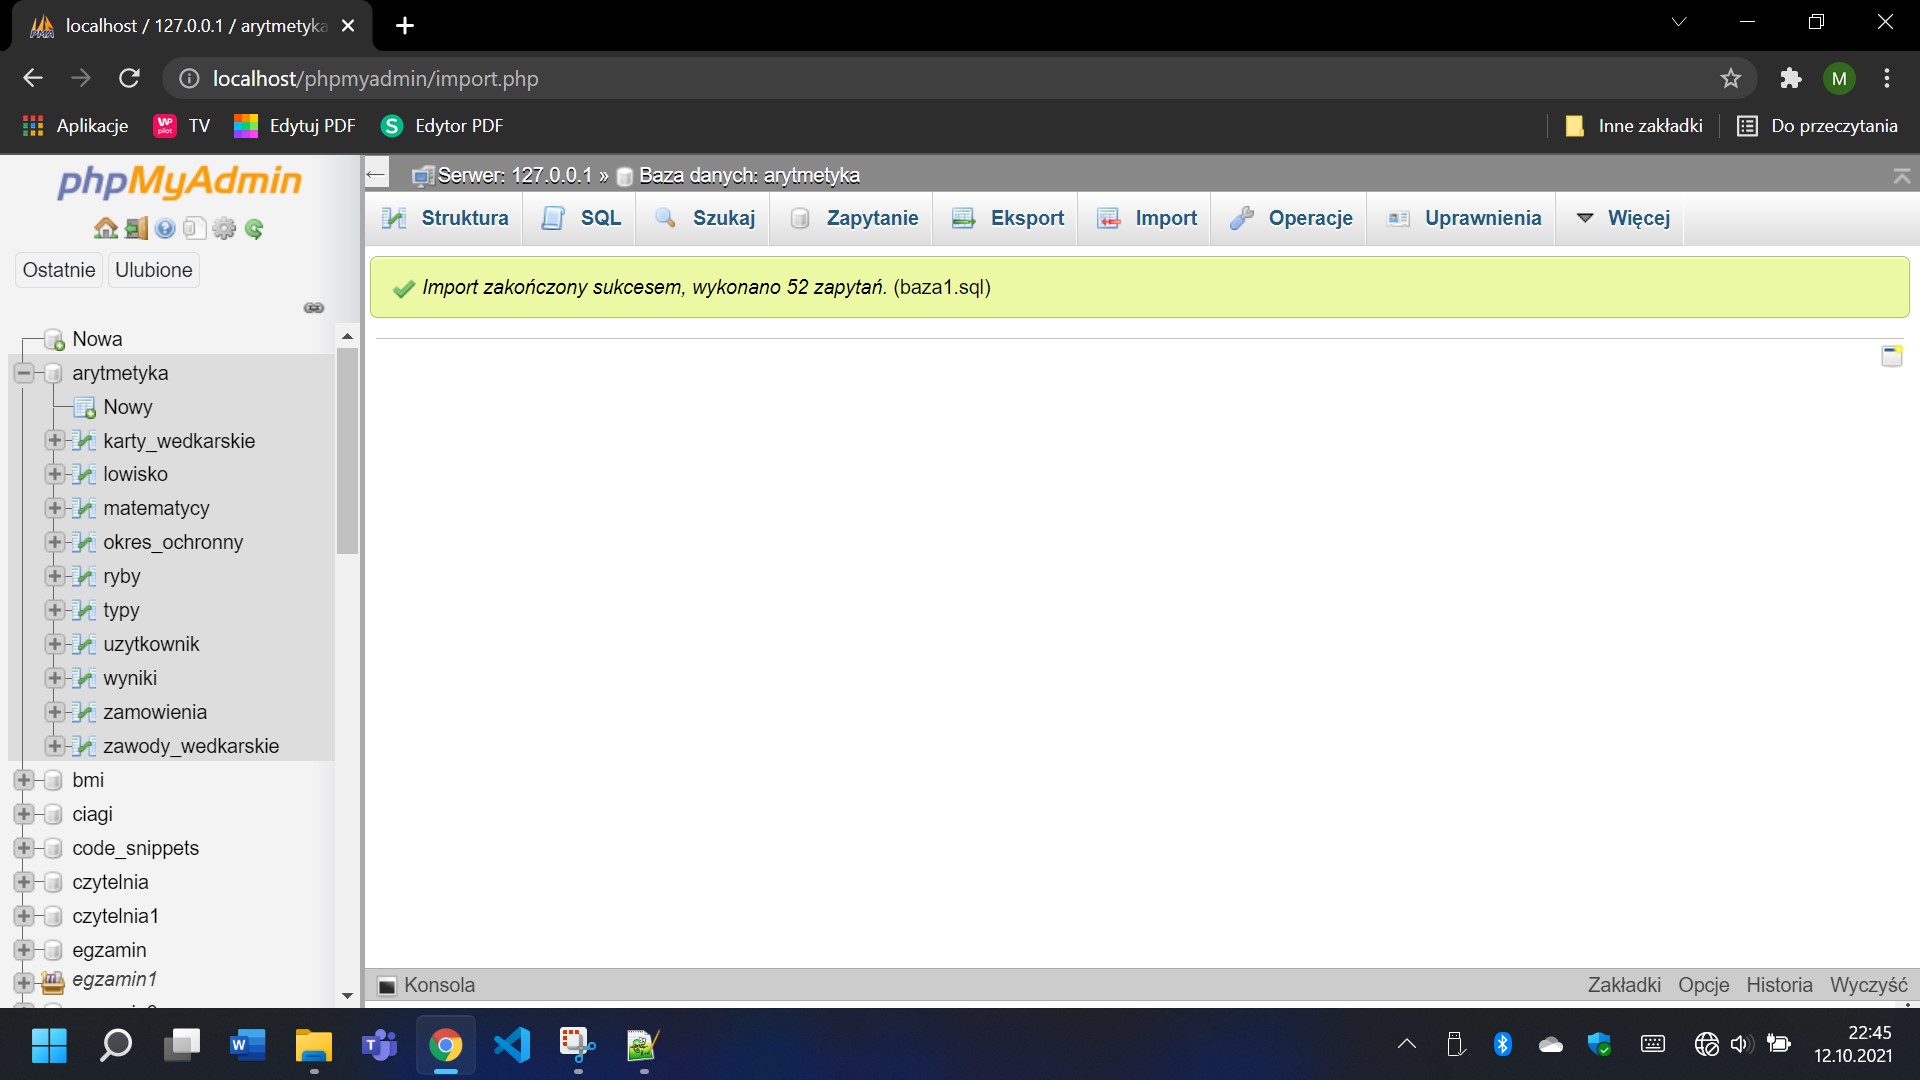 localhost / 127.0.0.1 / arytmetyka
localhost/phpmyadmin/import.php
M
Aplikacje
WP pilot
TV
Edytuj PDF
S
Edytor PDF
Inne zakładki
Do przeczytania
phpMyAdmin
Ostatnie
Ulubione
Nowa
arytmetyka
Nowy
karty_wedkarskie
lowisko
matematycy
okres_ochronny
ryby
typy
uzytkownik
wyniki
zamowienia
zawody_wedkarskie
bmi
ciagi
code_snippets
czytelnia
czytelnia1
egzamin
egzamin1
Serwer: 127.0.0.1 » Baza danych: arytmetyka
Struktura
SQL
Szukaj
Zapytanie
Eksport
Import
Operacje
Uprawnienia
Więcej
Import zakończony sukcesem, wykonano 52 zapytań. (baza1.sql)
Konsola
Zakładki
Opcje
Historia
Wyczyść
22:45
12.10.2021